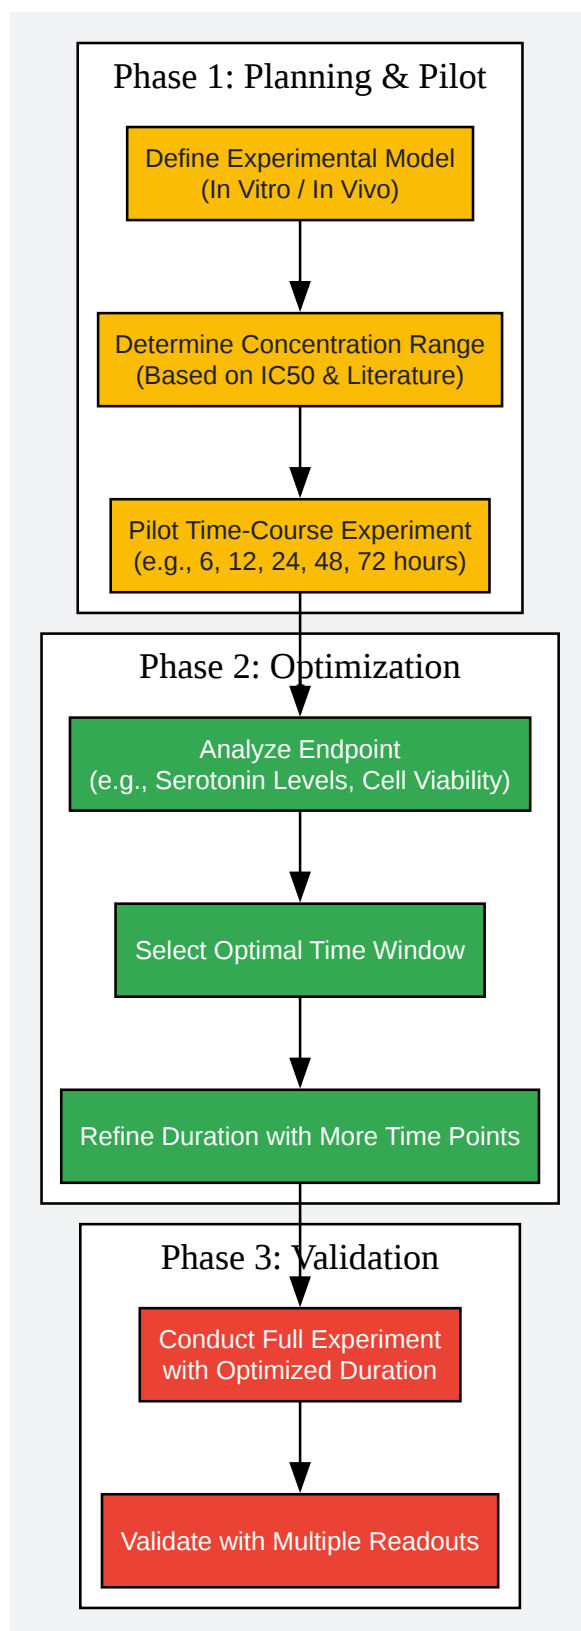 Phase 1: Planning & Pilot
Define Experimental Model
(In Vitro / In Vivo)
Determine Concentration Range
(Based on IC50 & Literature)
Pilot Time-Course Experiment
(e.g., 6, 12, 24, 48, 72 hours)
Phase 2: Optimization
Analyze Endpoint
(e.g., Serotonin Levels, Cell Viability)
Select Optimal Time Window
Refine Duration with More Time Points
Phase 3: Validation
Conduct Full Experiment
with Optimized Duration
Validate with Multiple Readouts